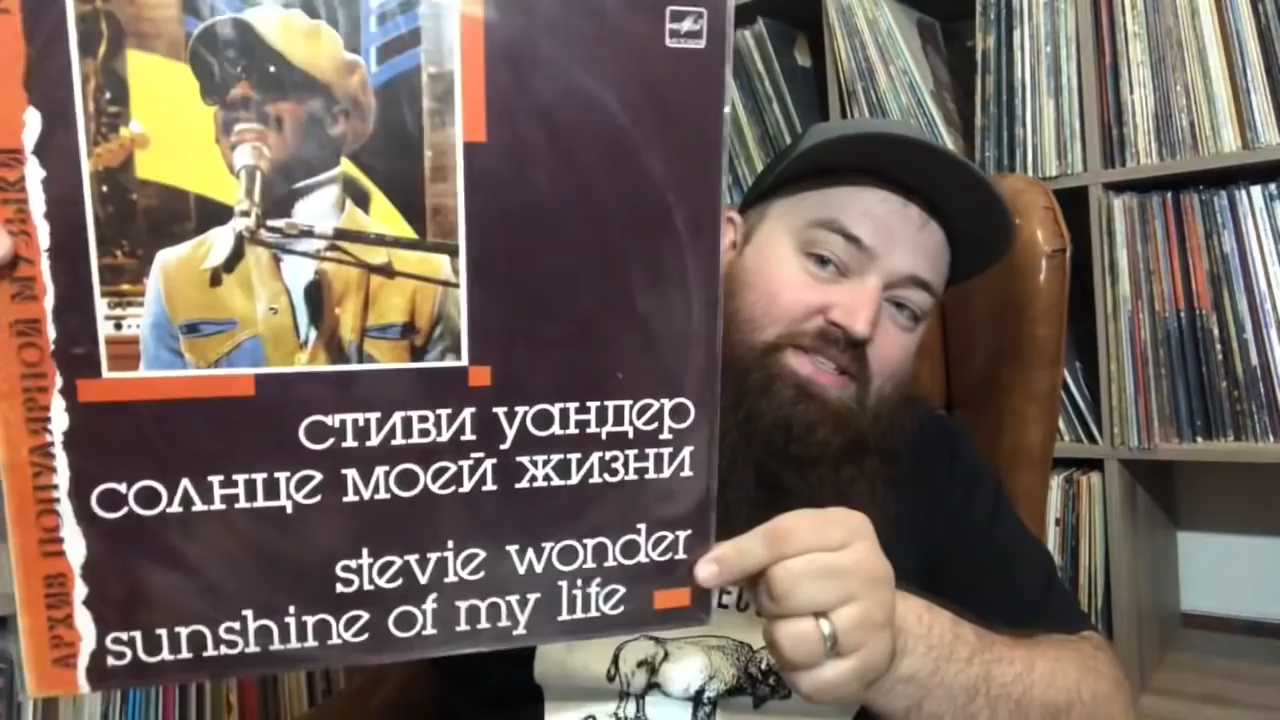 АРХИВ ПОПУЛЯРНОЙ МУЗЫКИ
СТИВИ УАНДЕР
СОЛНЦЕ МОЕЙ ЖИЗНИ
stevie wonder
sunshine of my life